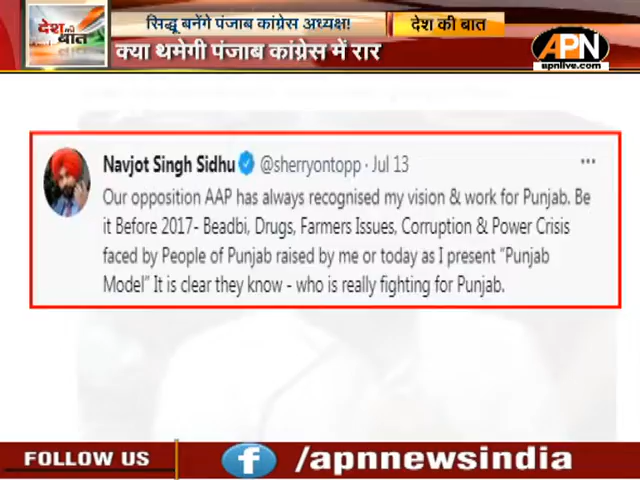 सिद्धू बनेंगे पंजाब कांग्रेस अध्यक्ष!
देश की बात
देश की
बात
क्या थमेगी पंजाब कांग्रेस में रार
APN
apnlive.com
Navjot Singh Sidhu @sherryontopp · Jul 13 ...
Our opposition AAP has always recognised my vision & work for Punjab. Be
it Before 2017- Beadbi, Drugs, Farmers Issues, Corruption & Power Crisis
faced by People of Punjab raised by me or today as I present “Punjab
Model” It is clear they know - who is really fighting for Punjab.
FOLLOW US
f /apnnewsindia